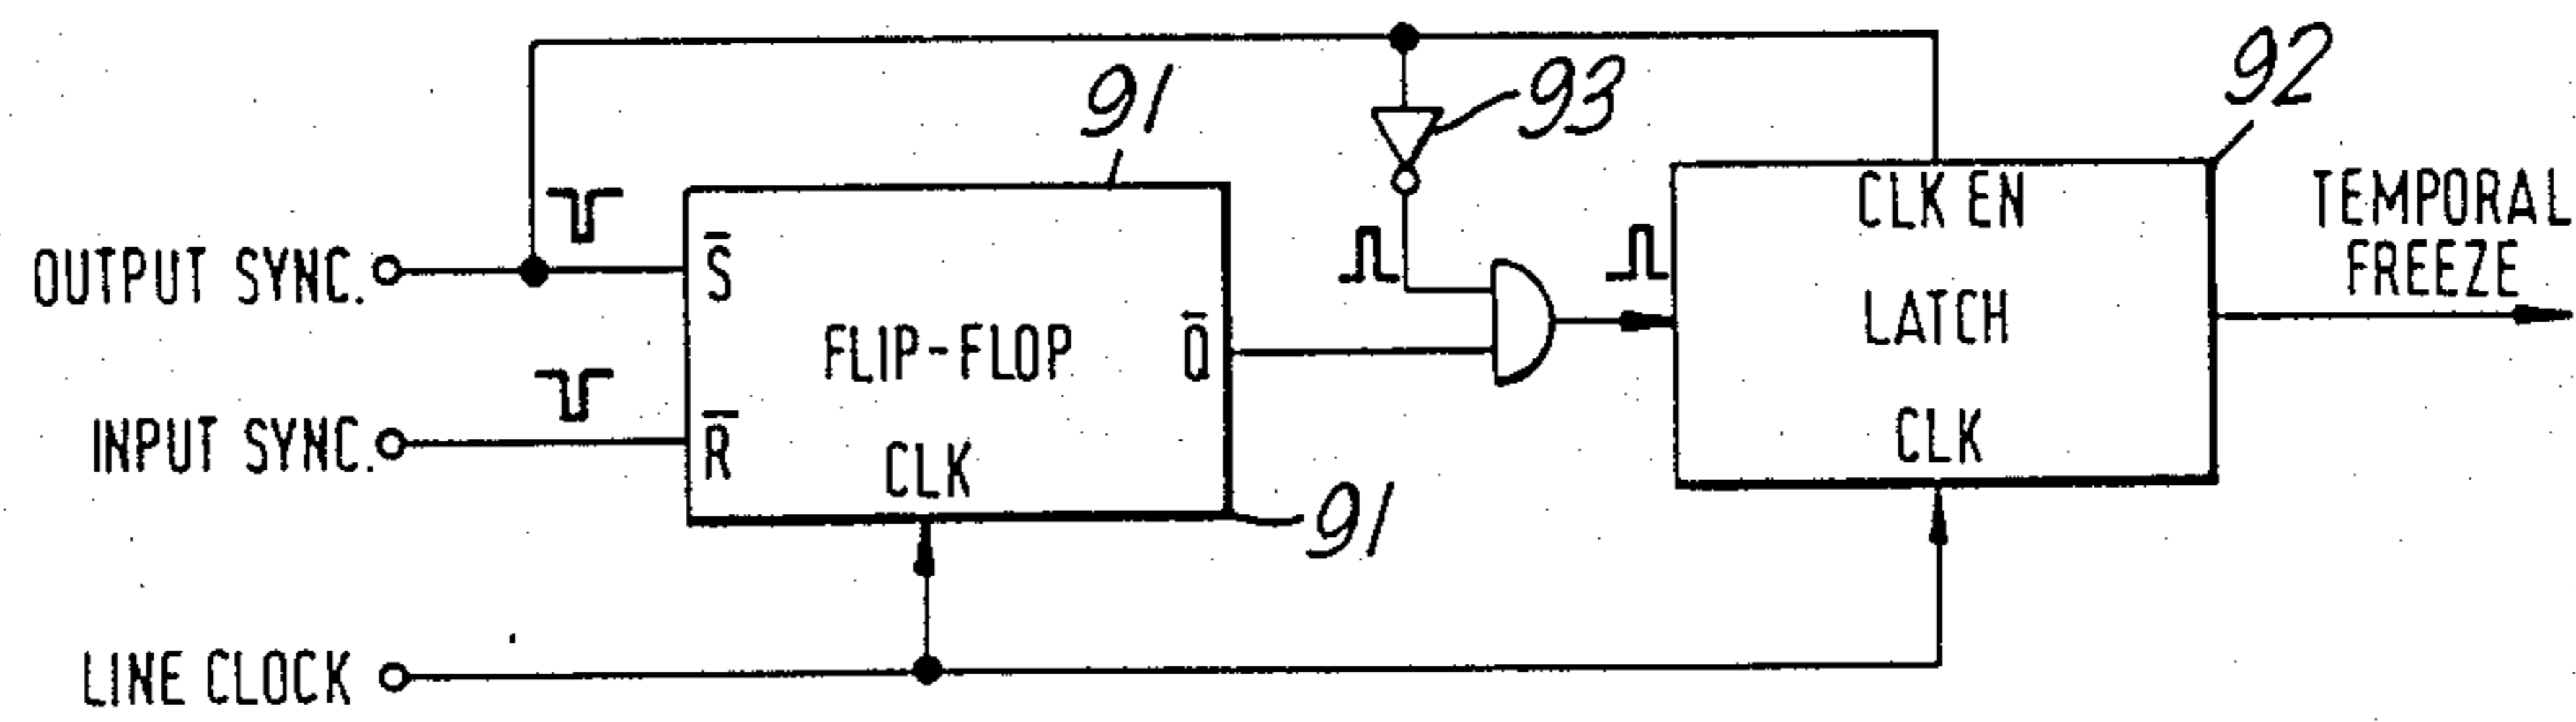 91
93
92
OUTPUT SYNC.
S̅
CLK EN
TEMPORAL
FREEZE
FLIP-FLOP
Q̅
LATCH
INPUT SYNC.
R̅
CLK
CLK
91
LINE CLOCK